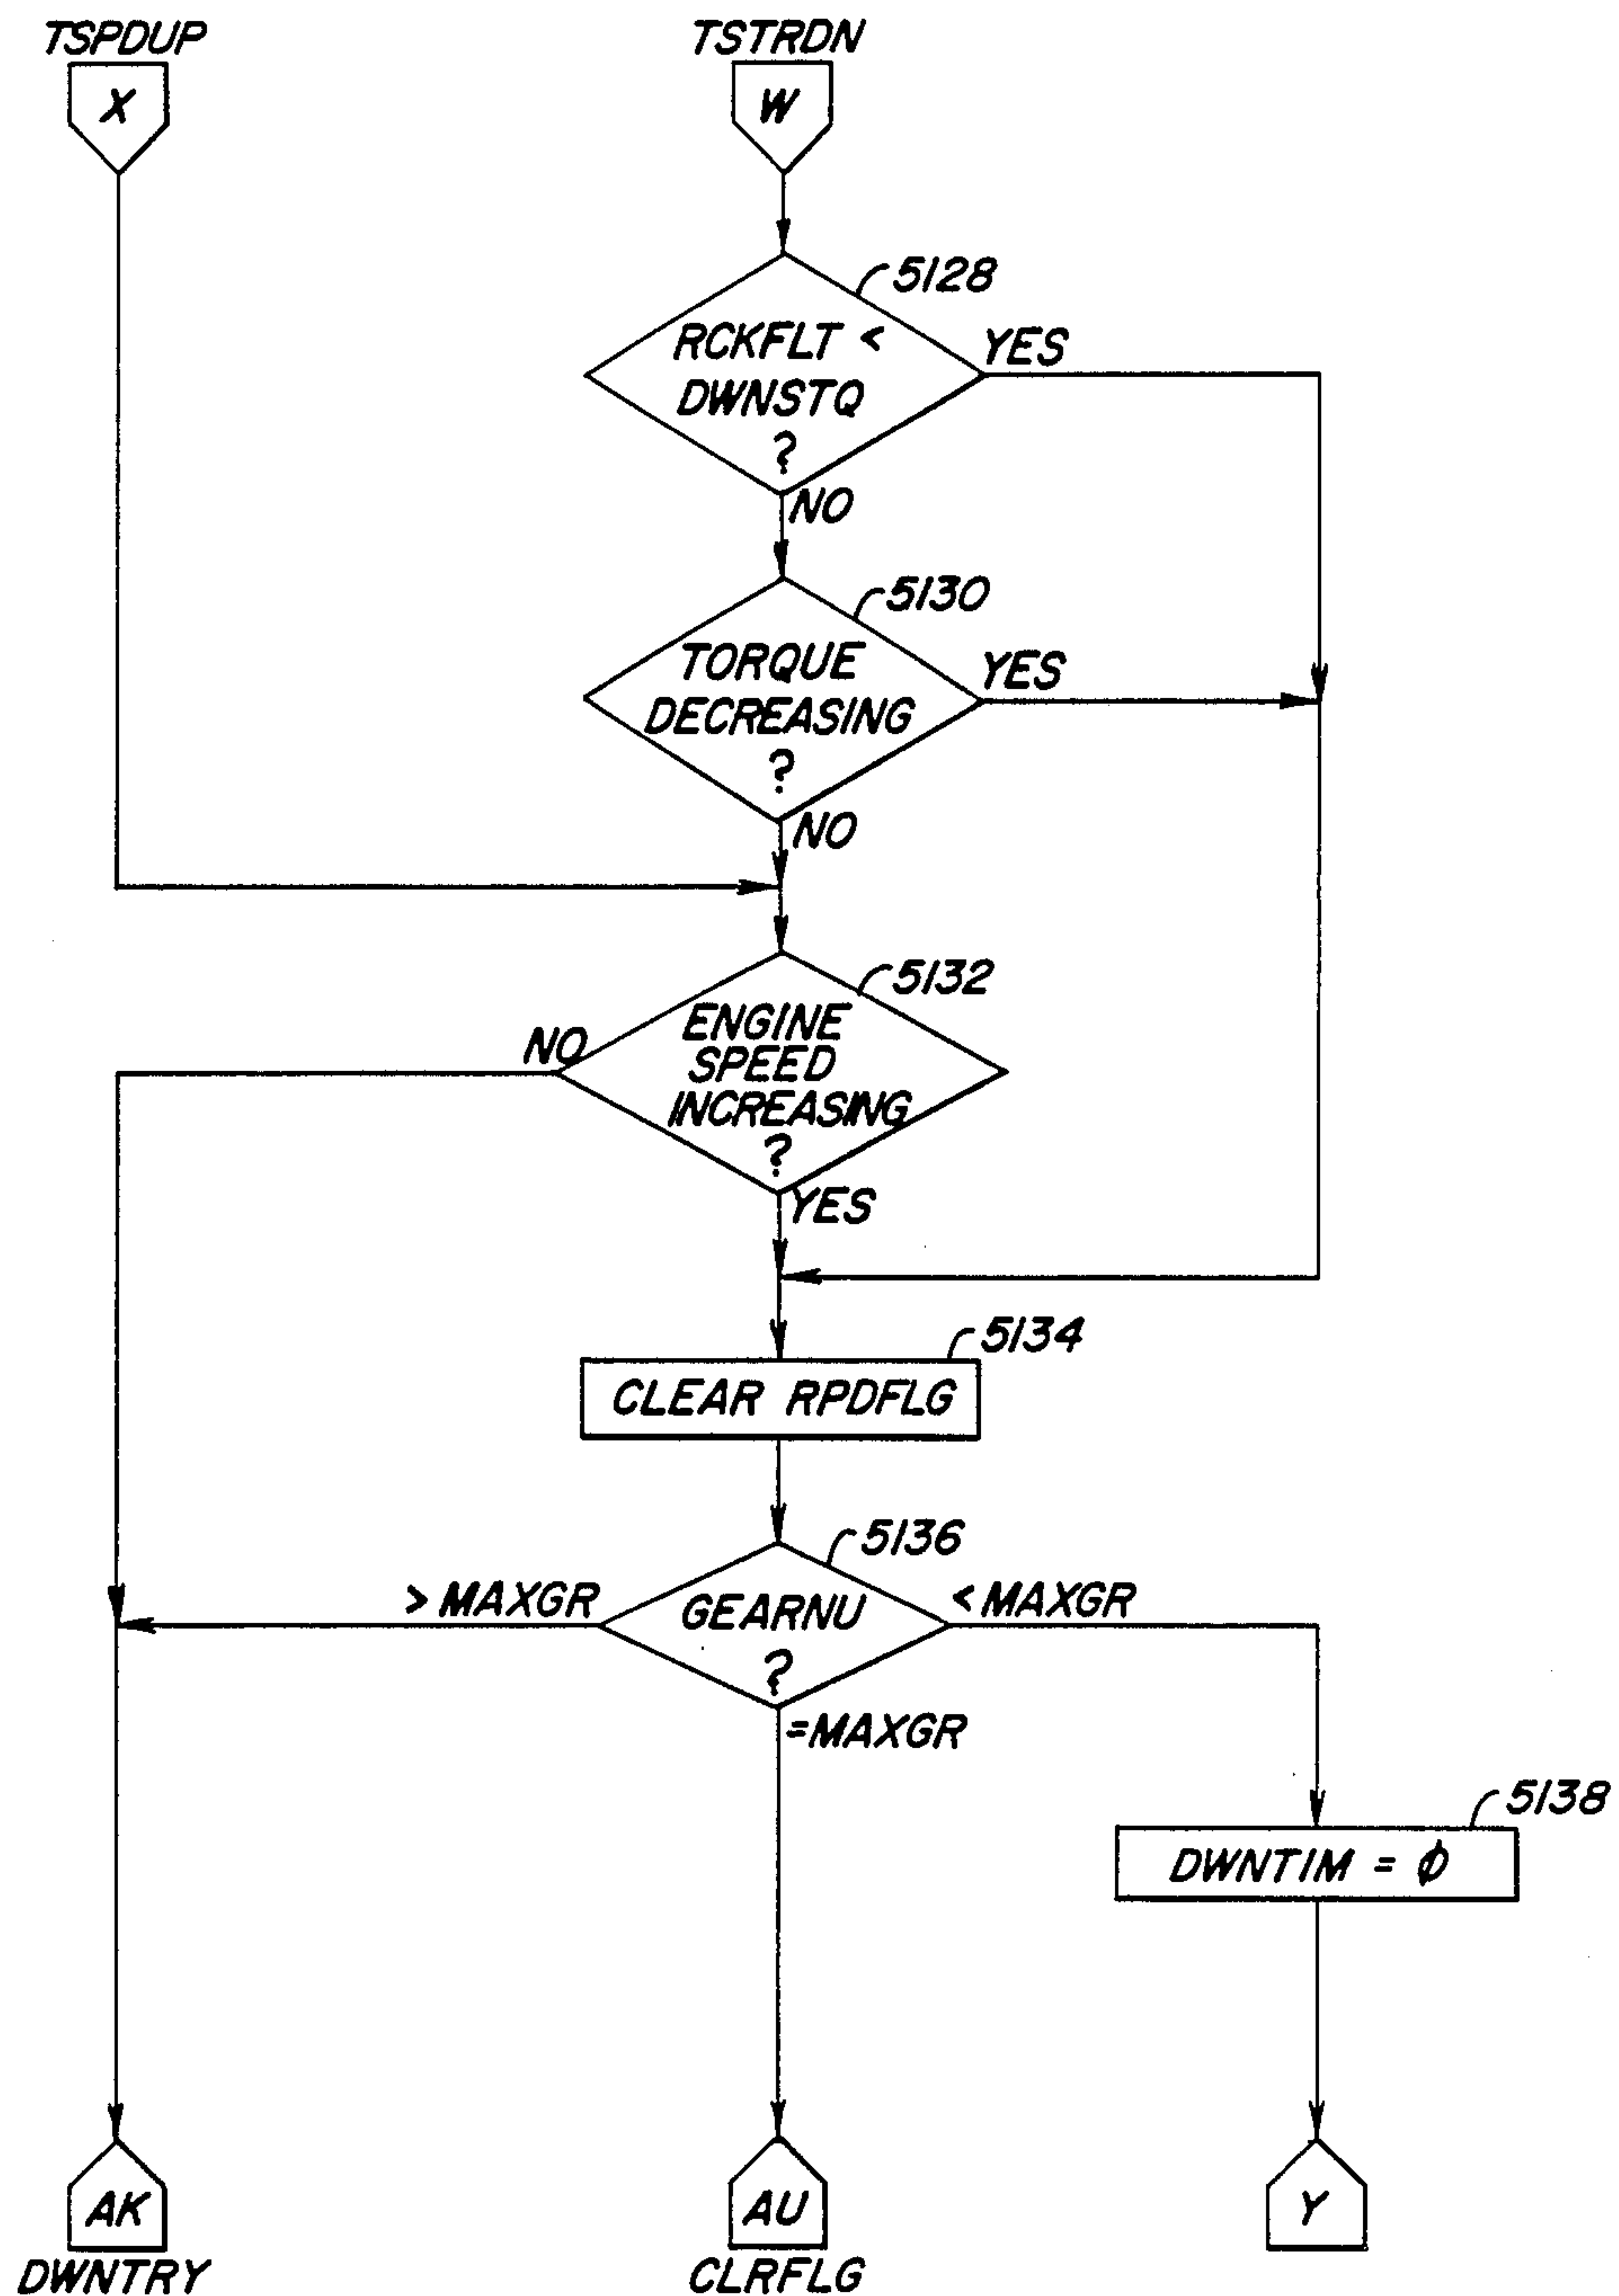 TSPDUP
X
TSTRDN
W
5128
RCKFLT <
DWNSTQ
?
YES
NO
5130
TORQUE
DECREASING
?
YES
NO
5132
ENGINE
SPEED
INCREASING
?
NO
YES
5134
CLEAR RPDFLG
5136
> MAXGR
GEARNU
?
< MAXGR
=MAXGR
5138
DWNTIM = ϕ
AK
DWNTRY
AU
CLRFLG
Y